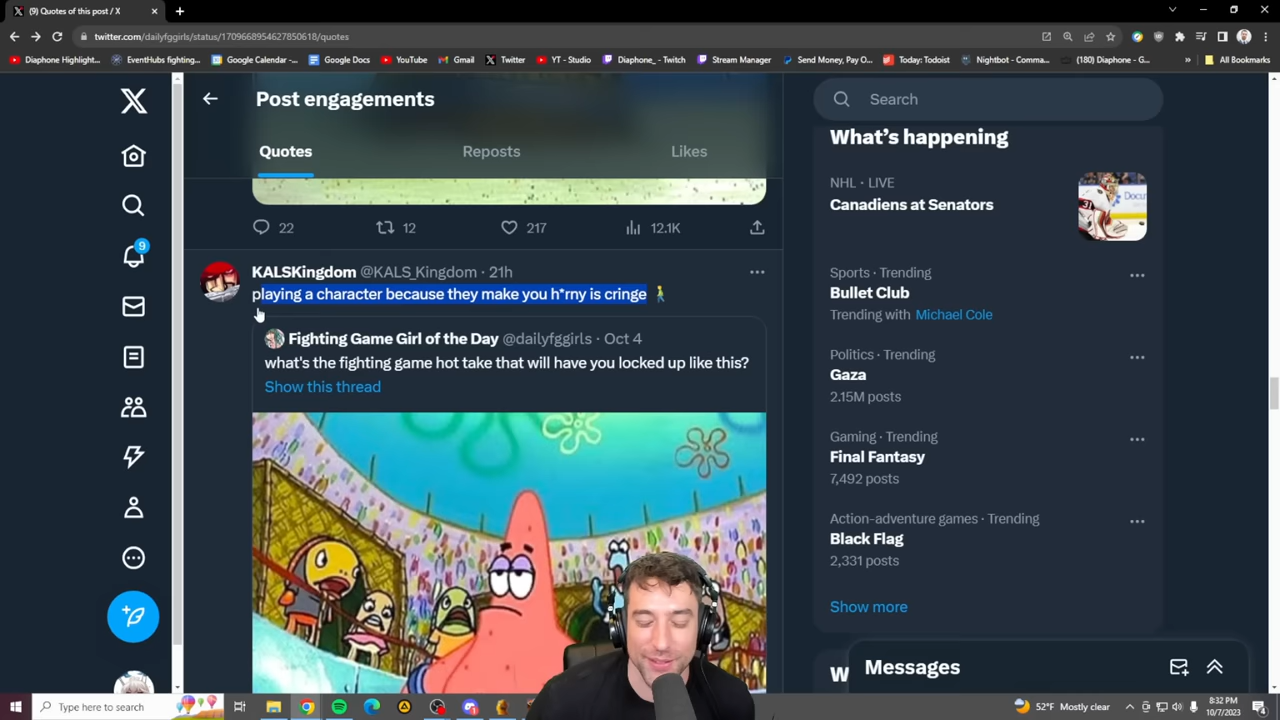 (9) Quotes of this post / X
twitter.com/dailyfggirls/status/1709668954627850618/quotes
Diaphone Highlight...
EventHubs fighting...
Google Calendar -...
Google Docs
YouTube
Gmail
Twitter
YT - Studio
Diaphone_ - Twitch
Stream Manager
Send Money, Pay O...
Today: Todoist
Nightbot - Comma...
(180) Diaphone - G...
»
All Bookmarks
Post engagements
Quotes
Reposts
Likes
22
12
217
12.1K
9
KALSKingdom @KALS_Kingdom · 21h
playing a character because they make you h*rny is cringe
Fighting Game Girl of the Day @dailyfggirls · Oct 4
what's the fighting game hot take that will have you locked up like this?
Show this thread
Search
What's happening
NHL · LIVE
Canadiens at Senators
Sports · Trending
Bullet Club
Trending with Michael Cole
Politics · Trending
Gaza
2.15M posts
Gaming · Trending
Final Fantasy
7,492 posts
Action-adventure games · Trending
Black Flag
2,331 posts
Show more
W
Messages
Type here to search
52°F Mostly clear
8:32 PM
10/7/2023